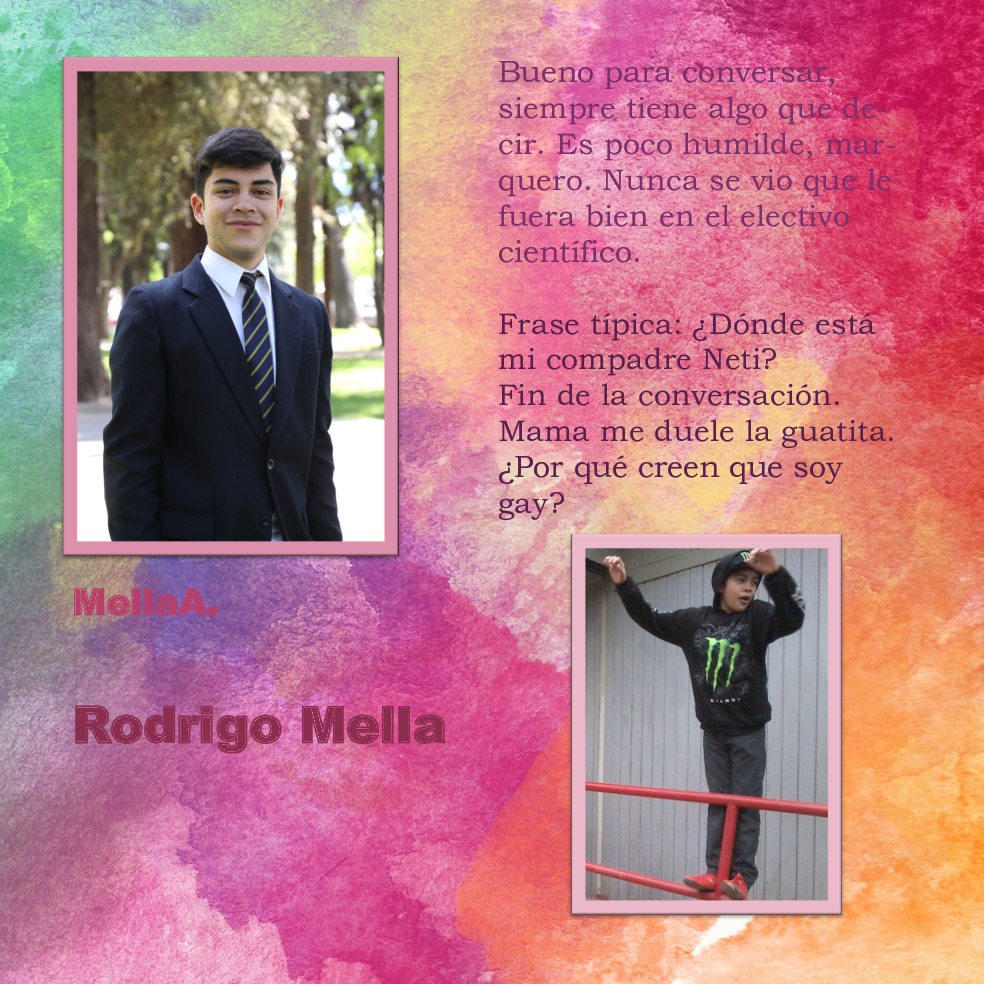 Bueno para conversar,
siempre tiene algo que de-
cir. Es poco humilde, mar-
quero. Nunca se vio que le
fuera bien en el electivo
científico.
Frase típica: ¿Dónde está
mi compadre Neti?
Fin de la conversación.
Mama me duele la guatita.
¿Por qué creen que soy
gay?
MellaA.
Rodrigo Mella
ENERGY